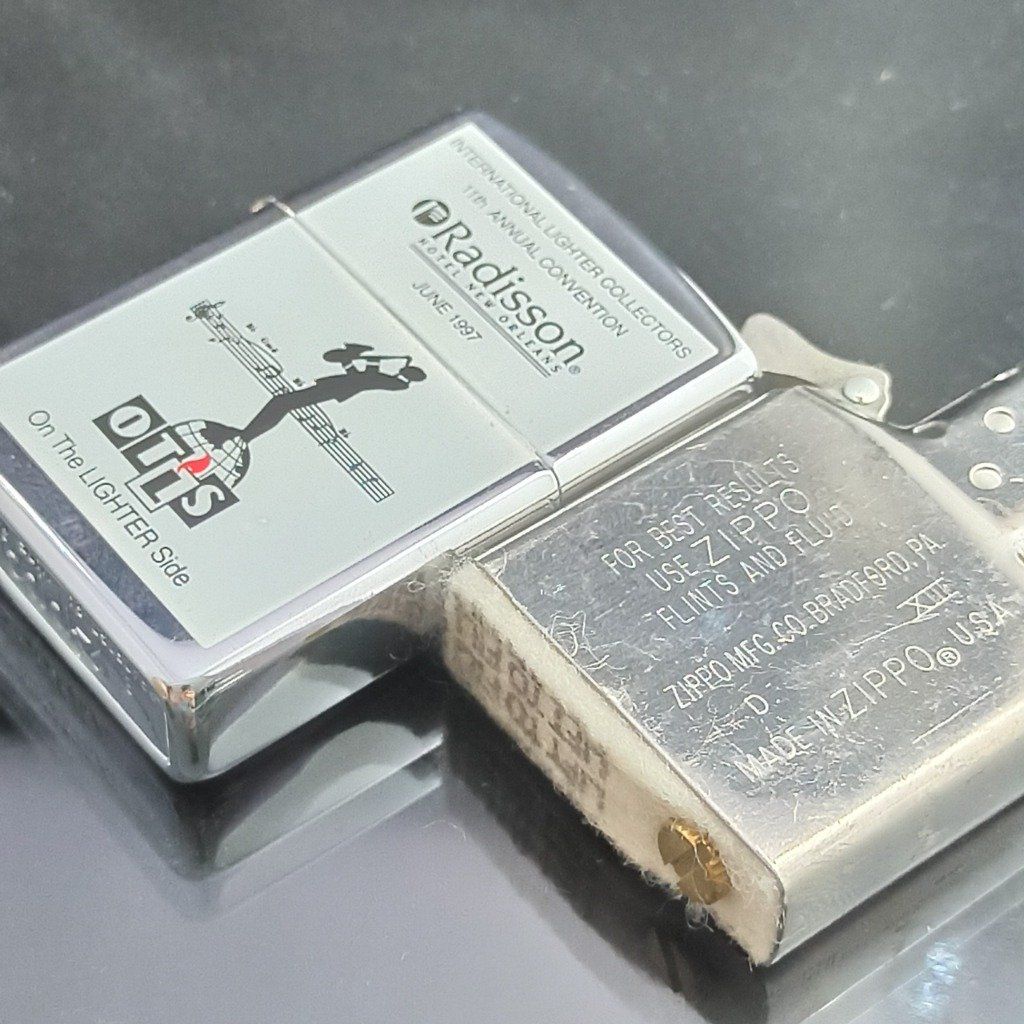 INTERNATIONAL LIGHTER COLLECTORS
11th ANNUAL CONVENTION
Radisson®
HOTEL NEW ORLEANS
JUNE 1997
OTLS
On The LIGHTER Side
FOR BEST RESULTS
USE ZIPPO
FLINTS AND FLUID
ZIPPO MFG. CO. BRADFORD, PA.
D XIII
MADE IN ZIPPO® U.S.A